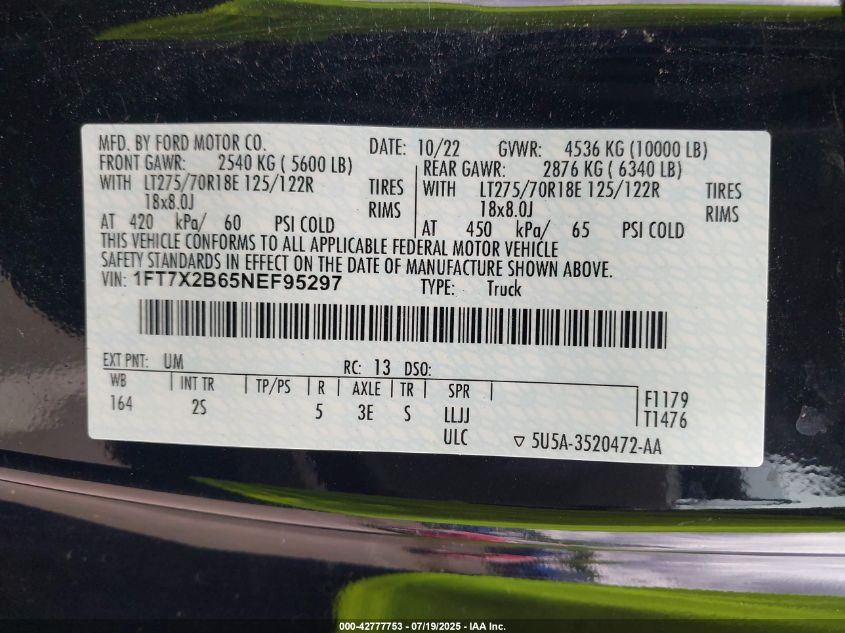 MFD. BY FORD MOTOR CO. DATE: 10/22 GVWR: 4536 KG (10000 LB)
FRONT GAWR: 2540 KG ( 5600 LB) REAR GAWR: 2876 KG ( 6340 LB)
WITH LT275/70R18E 125/122R TIRES WITH LT275/70R18E 125/122R TIRES
18x8.0J RIMS 18x8.0J RIMS
AT 420 kPa/ 60 PSI COLD AT 450 kPa/ 65 PSI COLD
THIS VEHICLE CONFORMS TO ALL APPLICABLE FEDERAL MOTOR VEHICLE
SAFETY STANDARDS IN EFFECT ON THE DATE OF MANUFACTURE SHOWN ABOVE.
VIN: 1FT7X2B65NEF95297 TYPE: Truck
EXT PNT: UM RC: 13 DSO:
WB INT TR TP/PS R AXLE TR SPR F1179
164 2S 5 3E S LLJJ T1476
ULC ▽ 5U5A-3520472-AA
000-42777753 - 07/19/2025 - IAA Inc.